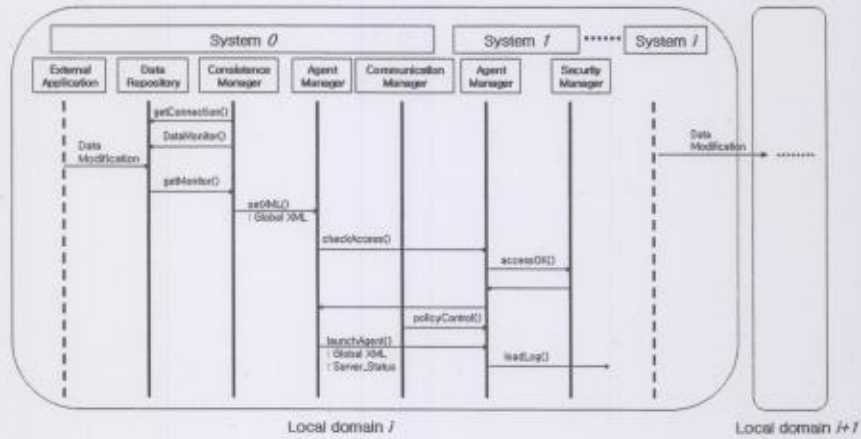 System 0
System 1
System i
External
Application
Data
Repository
Consistence
Manager
Agent
Manager
Communication
Manager
Agent
Manager
Security
Manager
getConnection()
DataMonitor()
Data
Modification
getMonitor()
setXML()
: Global XML
checkAccess()
accessOK()
policyControl()
launchAgent()
: Global XML
: Server_Status
loadLog()
Data
Modification
Local domain i
Local domain i+1